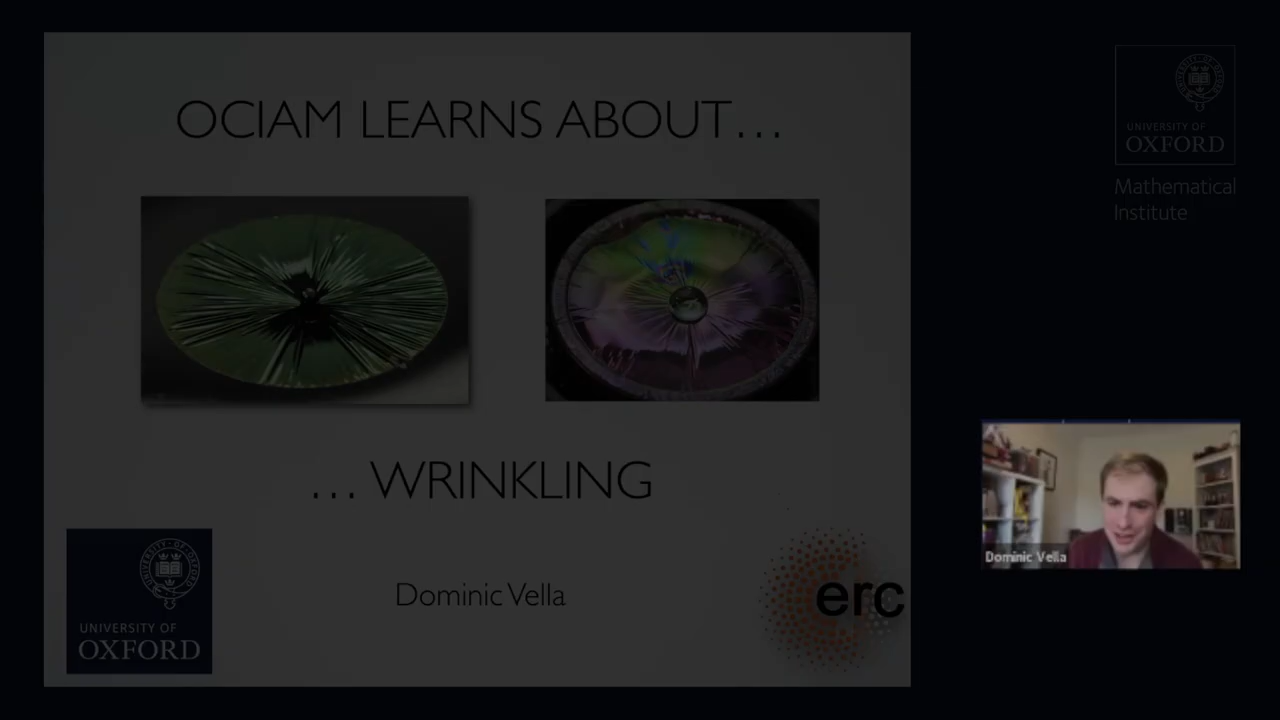 OCIAM LEARNS ABOUT...
... WRINKLING
Dominic Vella
UNIVERSITY OF
OXFORD
erc
UNIVERSITY OF
OXFORD
Mathematical
Institute
Dominic Vella